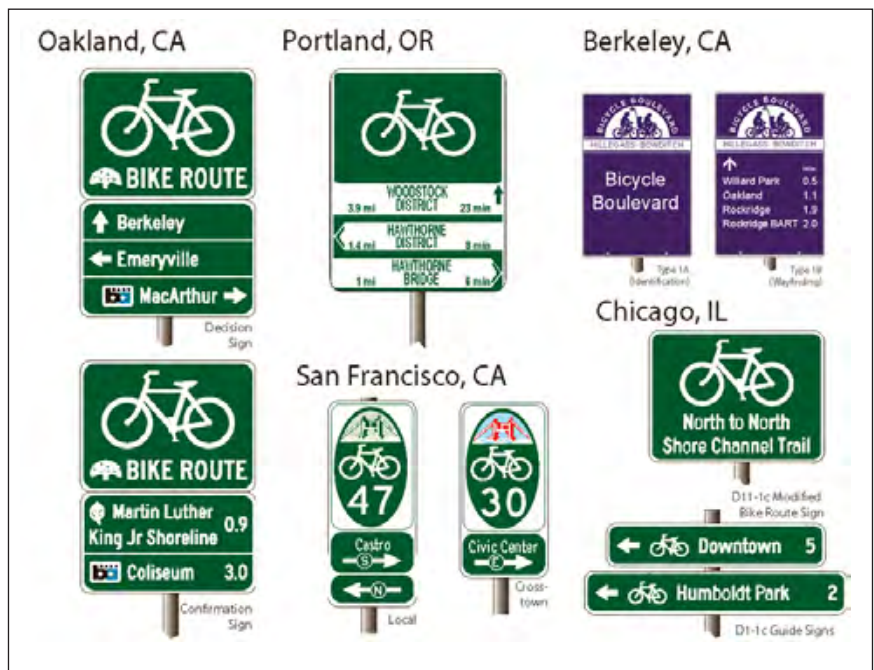 Oakland, CA
BIKE ROUTE
Berkeley
Emeryville
MacArthur
Decision
Sign
BIKE ROUTE
Martin Luther
King Jr Shoreline 0.9
Coliseum 3.0
Confirmation
Sign
Portland, OR
WOODSTOCK
DISTRICT
3.9 mi 23 min
HAWTHORNE
DISTRICT
1.4 mi 8 min
HAWTHORNE
BRIDGE
1 mi 6 min
San Francisco, CA
47
Castro
S
N
Local
30
Civic Center
E
Cross-
town
Berkeley, CA
BICYCLE BOULEVARD
HILLEGASS-BOWDITCH
Bicycle
Boulevard
Type 1A
(Identification)
BICYCLE BOULEVARD
HILLEGASS-BOWDITCH
Willard Park 0.5
Oakland 1.1
Rockridge 1.9
Rockridge BART 2.0
Type 1B
(Wayfinding)
Chicago, IL
North to North
Shore Channel Trail
D11-1c Modified
Bike Route Sign
Downtown 5
Humboldt Park 2
D1-1c Guide Signs